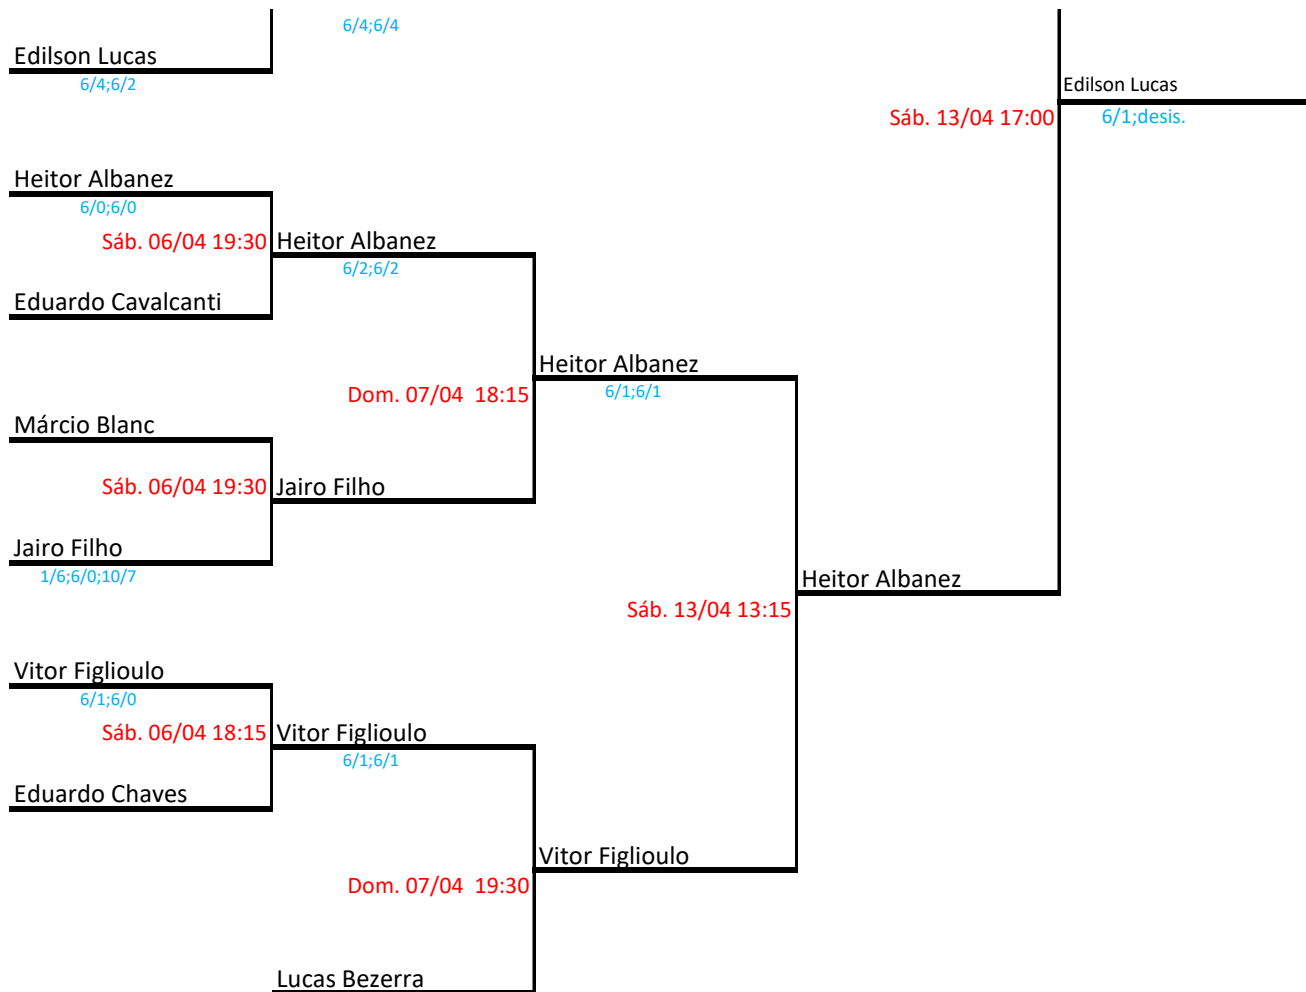 6/4;6/4
Edilson Lucas
6/4;6/2
Edilson Lucas
Sáb. 13/04 17:00
6/1;desis.
Heitor Albanez
6/0;6/0
Sáb. 06/04 19:30
Heitor Albanez
6/2;6/2
Eduardo Cavalcanti
Heitor Albanez
Dom. 07/04  18:15
6/1;6/1
Márcio Blanc
Sáb. 06/04 19:30
Jairo Filho
Jairo Filho
1/6;6/0;10/7
Heitor Albanez
Sáb. 13/04 13:15
Vitor Figlioulo
6/1;6/0
Sáb. 06/04 18:15
Vitor Figlioulo
6/1;6/1
Eduardo Chaves
Vitor Figlioulo
Dom. 07/04  19:30
Lucas Bezerra